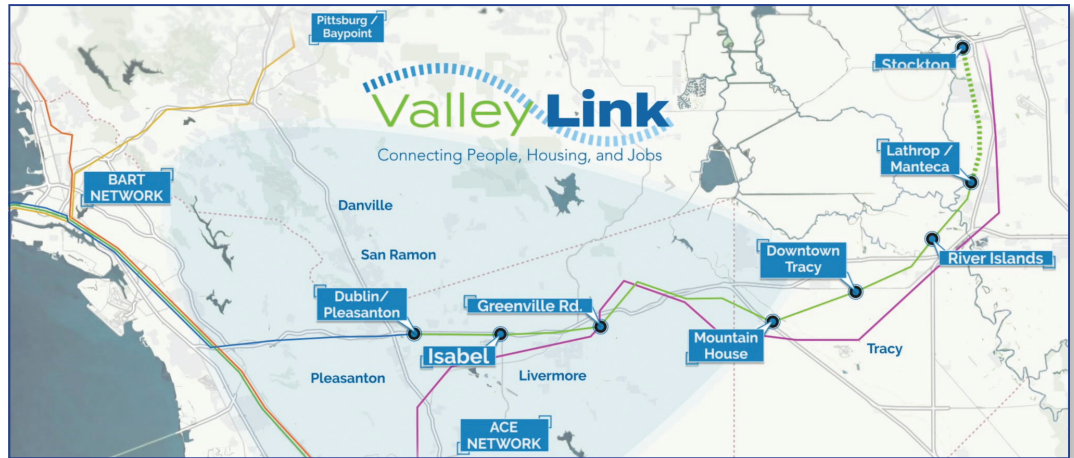 Pittsburg /
Baypoint
Stockton
Valley Link
Connecting People, Housing, and Jobs
Lathrop /
Manteca
BART
NETWORK
Danville
San Ramon
Downtown
Tracy
River Islands
Dublin/
Pleasanton
Greenville Rd.
Isabel
Mountain
House
Tracy
Pleasanton
Livermore
ACE
NETWORK